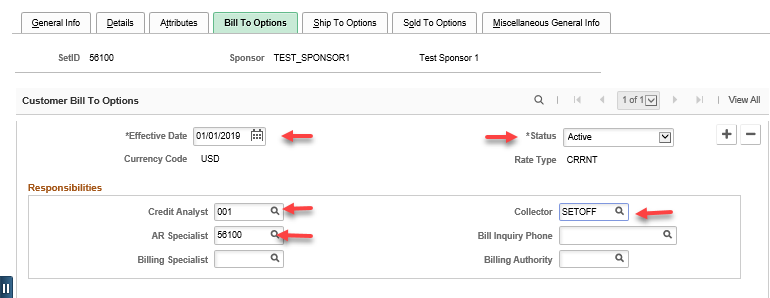 General Info Details Attributes Bill To Options Ship To Options Sold To Options Miscellaneous General Info
SetID 56100 Sponsor TEST_SPONSOR1 Test Sponsor 1
Customer Bill To Options 1 of 1 View All
*Effective Date 01/01/2019 *Status Active
Currency Code USD Rate Type CRRNT
Responsibilities
Credit Analyst 001 Collector SETOFF
AR Specialist 56100 Bill Inquiry Phone
Billing Specialist Billing Authority